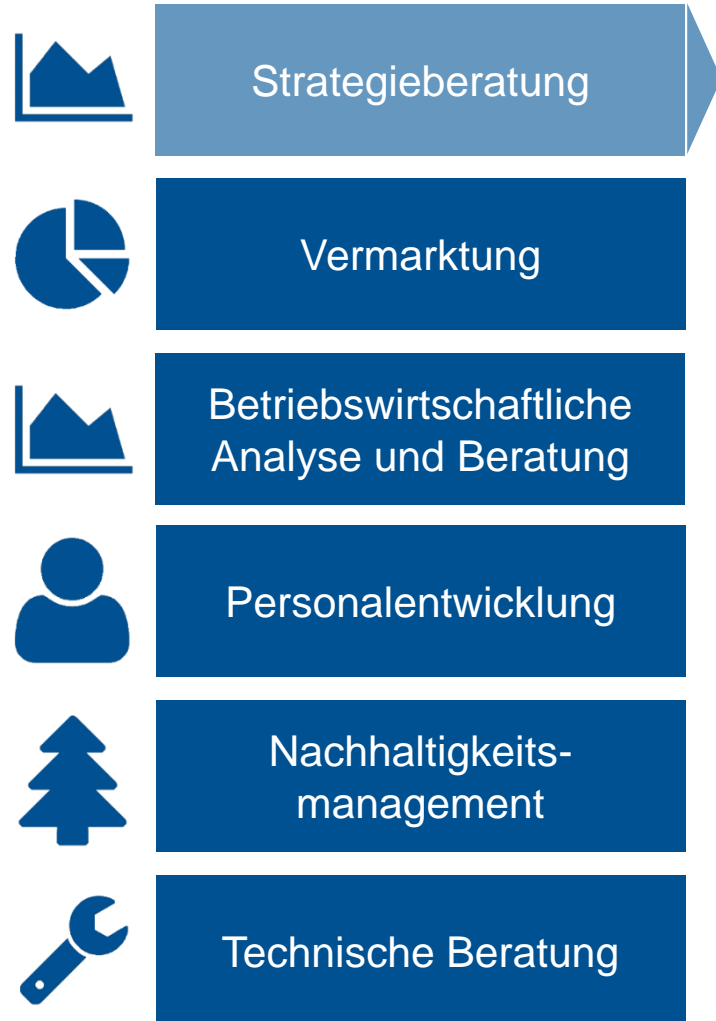 Strategieberatung
Vermarktung
Betriebswirtschaftliche
Analyse und Beratung
Personalentwicklung
Nachhaltigkeits-
management
Technische Beratung